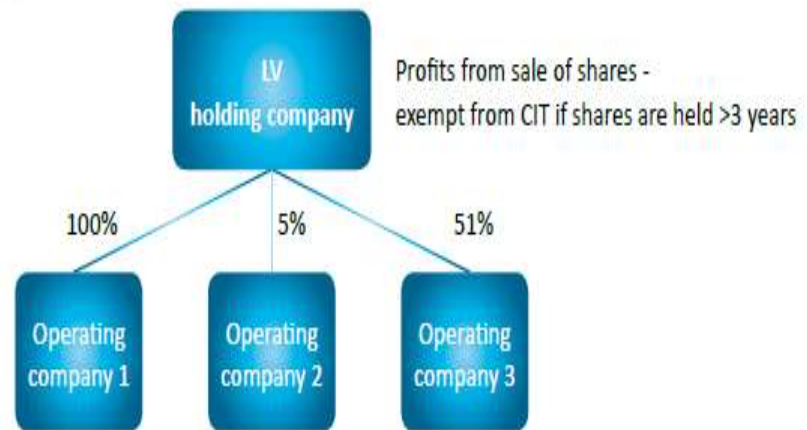 LV
holding company
Profits from sale of shares -
exempt from CIT if shares are held >3 years
100%
5%
51%
Operating
company 1
Operating
company 2
Operating
company 3